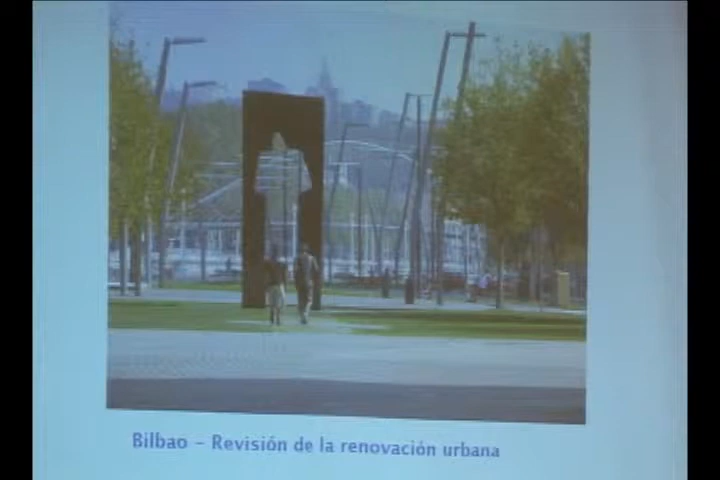 Bilbao – Revisión de la renovación urbana